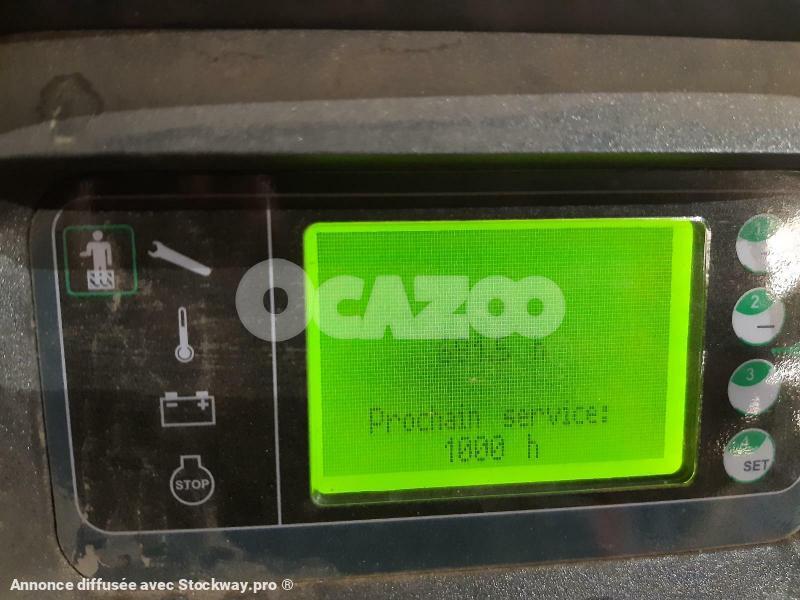 OCAZOO
Prochain service:
1000 h
STOP
1
2
3
4
SET
Annonce diffusée avec Stockway.pro ®